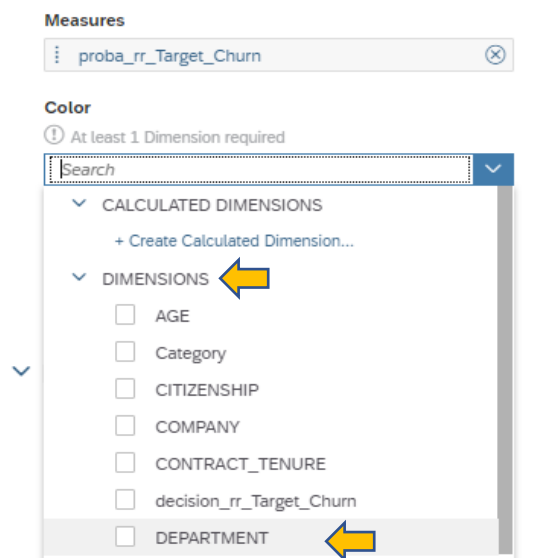 Measures
proba_rr_Target_Churn
Color
At least 1 Dimension required
Search
CALCULATED DIMENSIONS
+ Create Calculated Dimension...
DIMENSIONS
AGE
Category
CITIZENSHIP
COMPANY
CONTRACT_TENURE
decision_rr_Target_Churn
DEPARTMENT